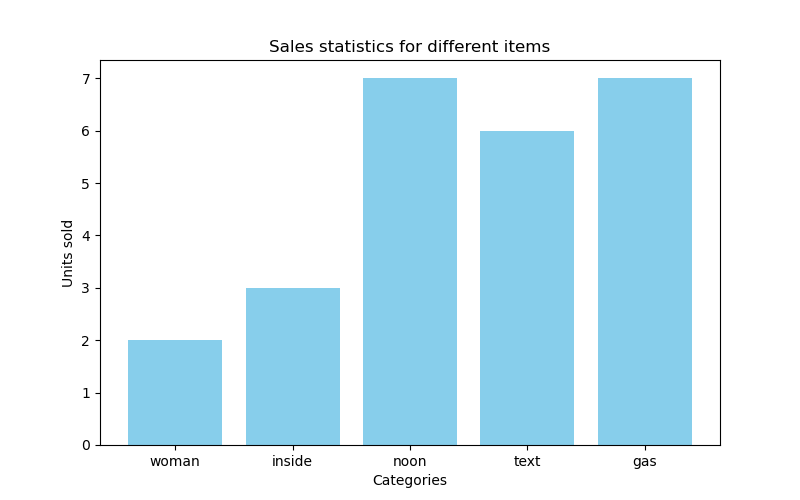 Sales statistics for different items
7
6
5
4
3
2
1
0
Units sold
woman inside noon text gas
Categories